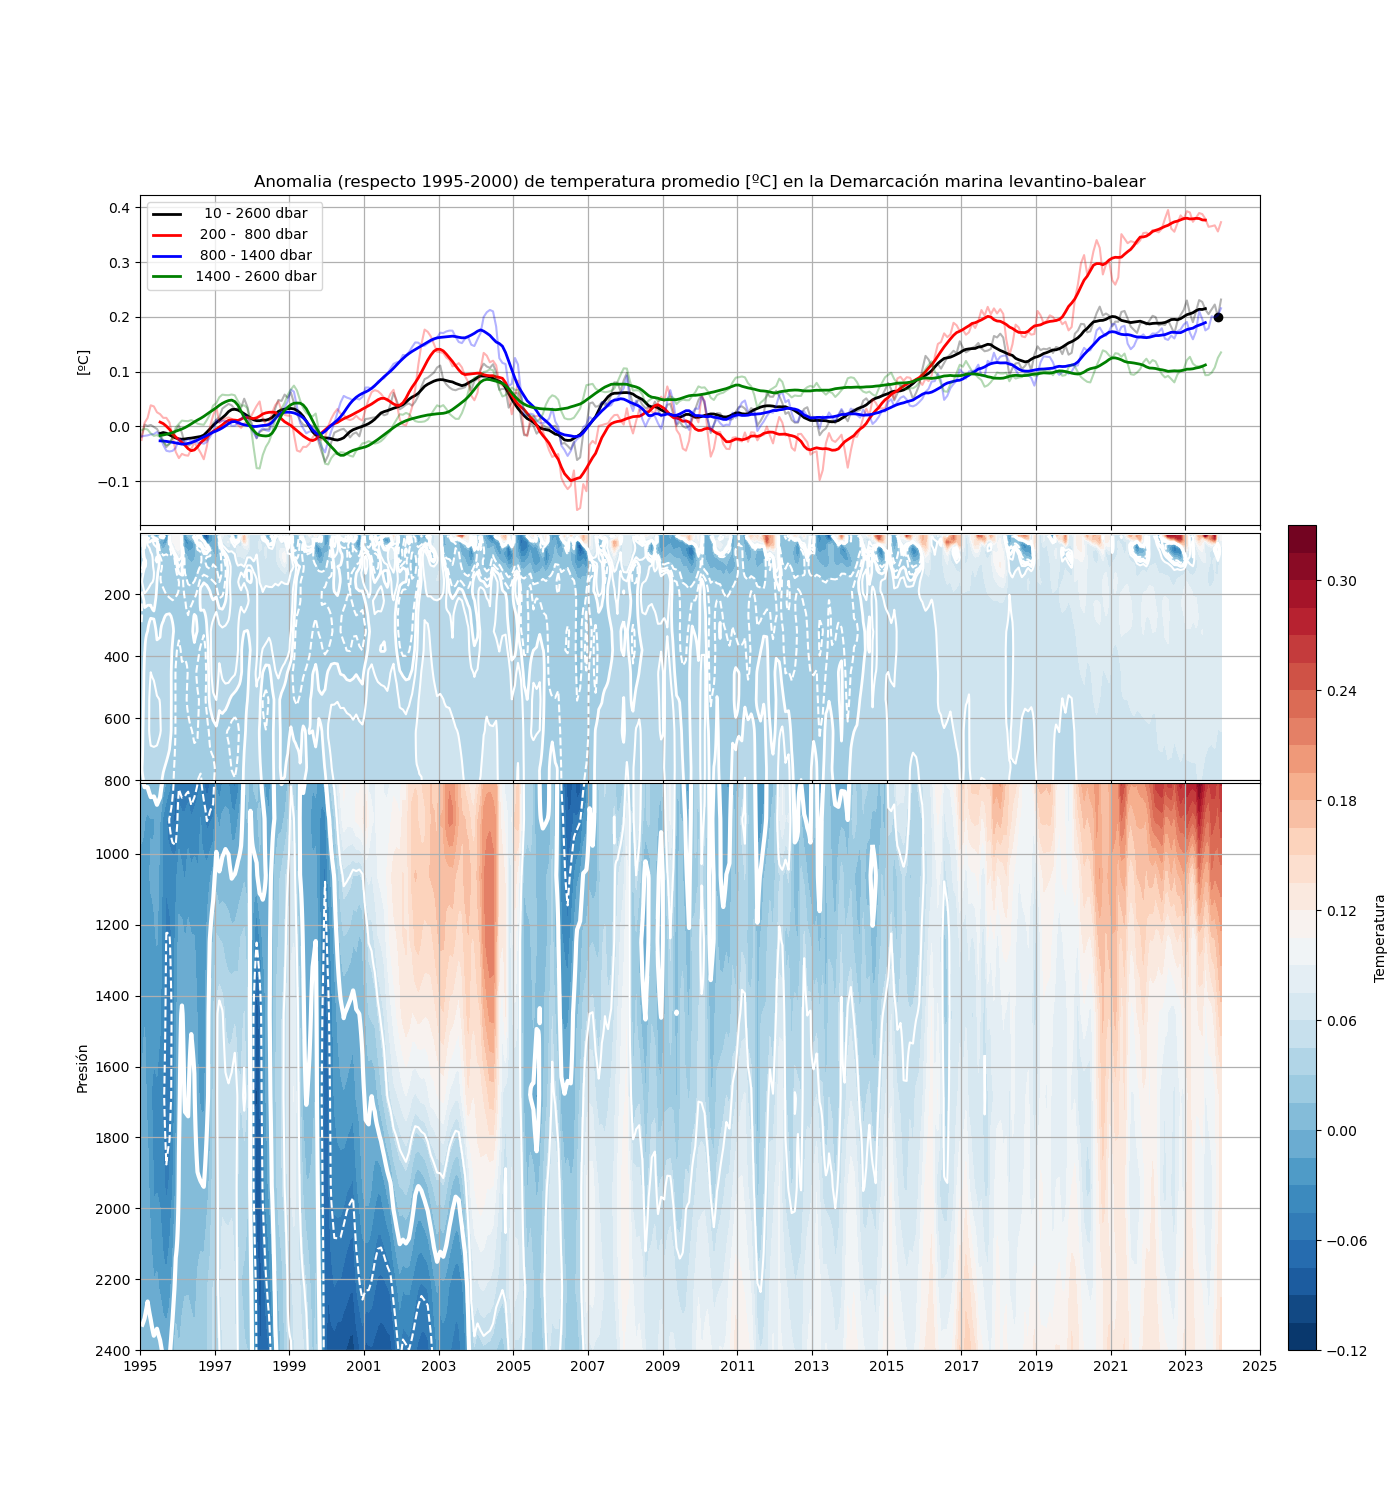 Anomalia (respecto 1995-2000) de temperatura promedio [ºC] en la Demarcación marina levantino-balear
0.4
0.3
0.2
0.1
0.0
−0.1
[ºC]
10 - 2600 dbar
200 - 800 dbar
800 - 1400 dbar
1400 - 2600 dbar
200
400
600
800
1000
1200
1400
1600
1800
2000
2200
2400
Presión
1995 1997 1999 2001 2003 2005 2007 2009 2011 2013 2015 2017 2019 2021 2023 2025
0.30
0.24
0.18
0.12
0.06
0.00
−0.06
−0.12
Temperatura